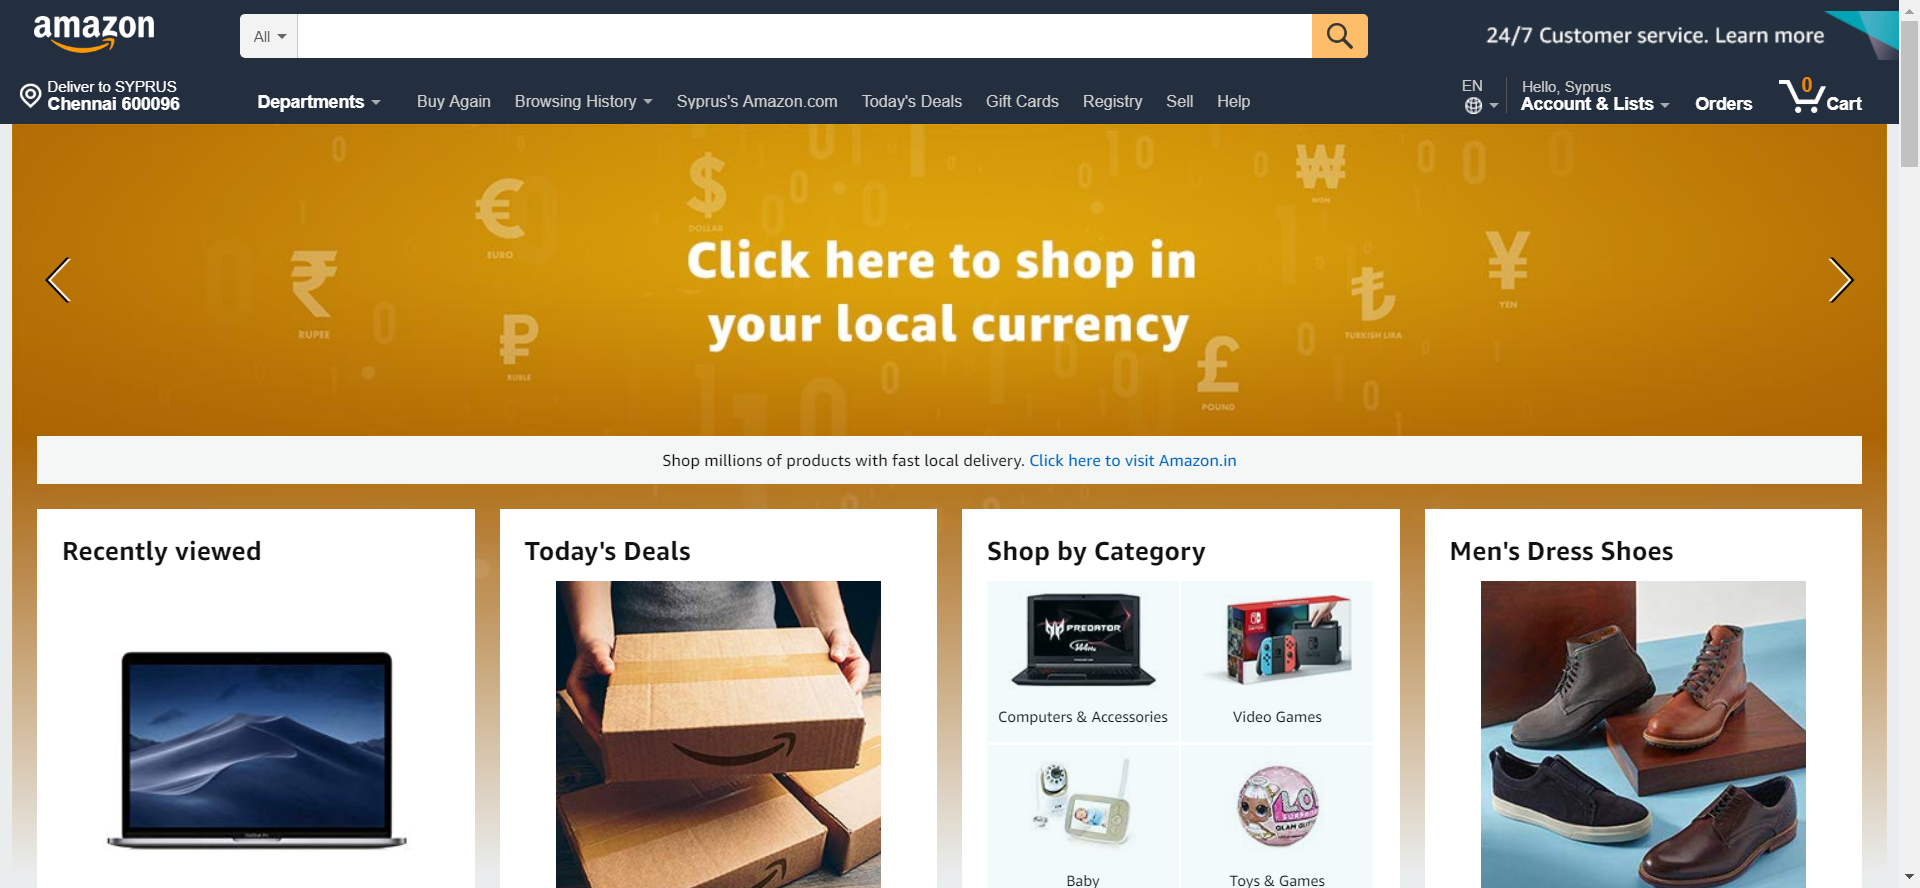 amazon
All
24/7 Customer service. Learn more
Deliver to SYPRUS
Chennai 600096
Departments
Buy Again
Browsing History
Syprus's Amazon.com
Today's Deals
Gift Cards
Registry
Sell
Help
EN
Hello, Syprus
Account & Lists
Orders
0
Cart
Click here to shop in
your local currency
₹
RUPEE
€
EURO
₽
RUBLE
$
DOLLAR
₩
WON
₺
TURKISH LIRA
¥
YEN
£
POUND
Shop millions of products with fast local delivery. Click here to visit Amazon.in
Recently viewed
Today's Deals
Shop by Category
PREDATOR
Computers & Accessories
Video Games
Baby
Toys & Games
Men's Dress Shoes